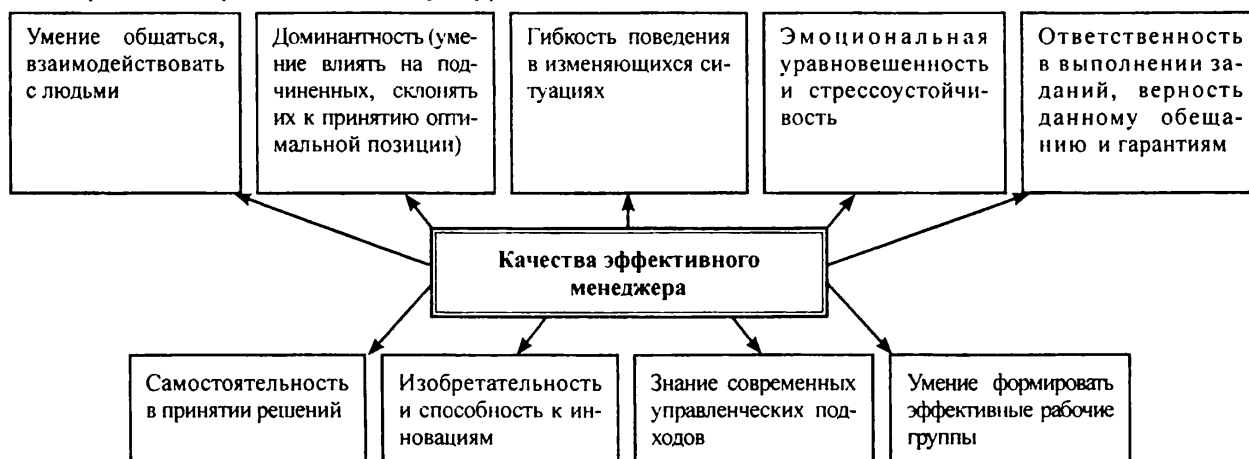 Умение общаться,
взаимодействовать
с людьми
Доминантность (уме-
ние влиять на под-
чиненных, склонять
их к принятию опти-
мальной позиции)
Гибкость поведения
в изменяющихся си-
туациях
Эмоциональная
уравновешенность
и стрессоустойчи-
вость
Ответственность
в выполнении за-
даний, верность
данному обеща-
нию и гарантиям
Качества эффективного
менеджера
Самостоятельность
в принятии решений
Изобретательность
и способность к ин-
новациям
Знание современных
управленческих под-
ходов
Умение формировать
эффективные рабочие
группы